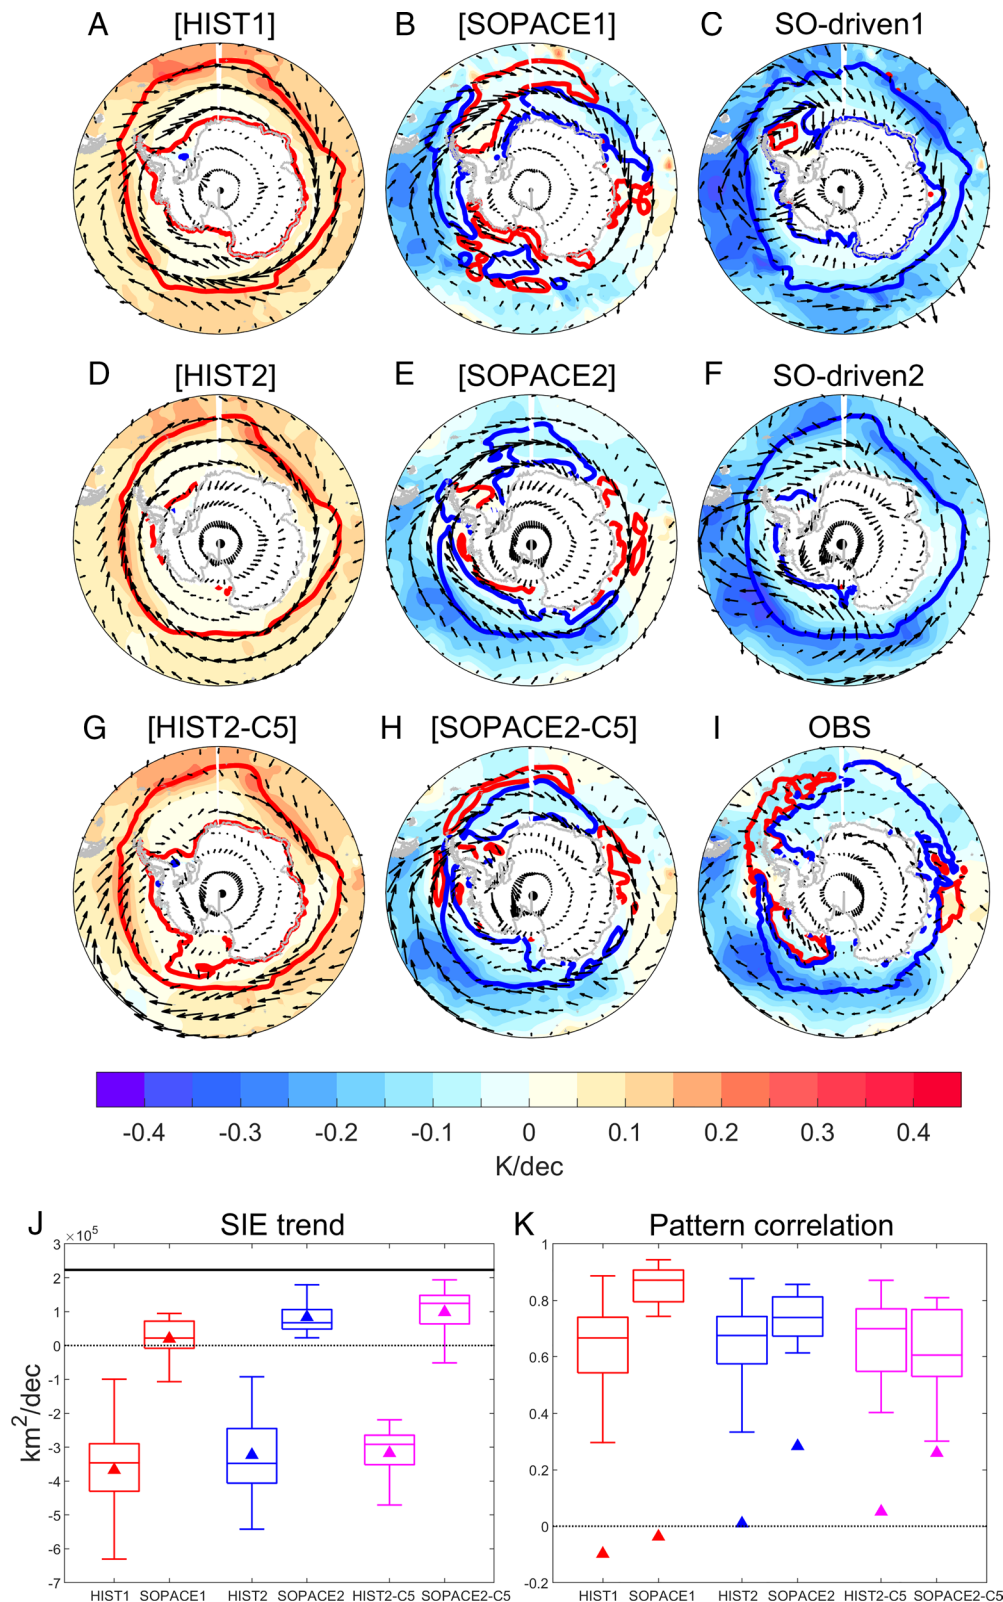 A [HIST1] B [SOPACE1] C SO-driven1
D [HIST2] E [SOPACE2] F SO-driven2
G [HIST2-C5] H [SOPACE2-C5] I OBS
-0.4 -0.3 -0.2 -0.1 0 0.1 0.2 0.3 0.4
K/dec
J SIE trend
×10⁵
3
2
1
0
-1
-2
-3
-4
-5
-6
-7
km²/dec
HIST1 SOPACE1 HIST2 SOPACE2 HIST2-C5 SOPACE2-C5
K Pattern correlation
1
0.8
0.6
0.4
0.2
0
-0.2
HIST1 SOPACE1 HIST2 SOPACE2 HIST2-C5 SOPACE2-C5